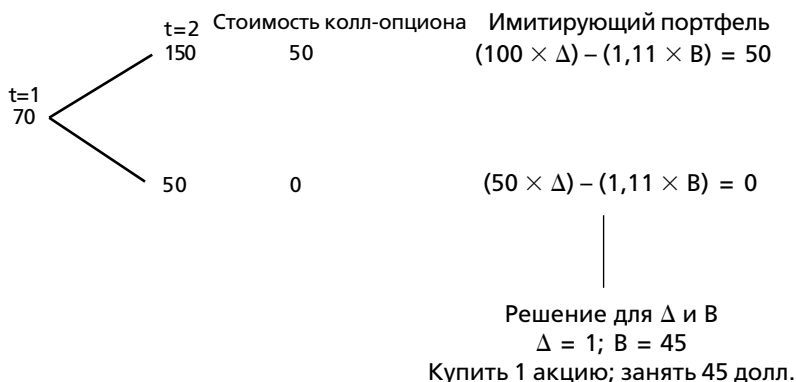 t=2 Стоимость колл-опциона Имитирующий портфель
150 50 (100 × Δ) – (1,11 × B) = 50
t=1
70
50 0 (50 × Δ) – (1,11 × B) = 0
Решение для Δ и B
Δ = 1; B = 45
Купить 1 акцию; занять 45 долл.